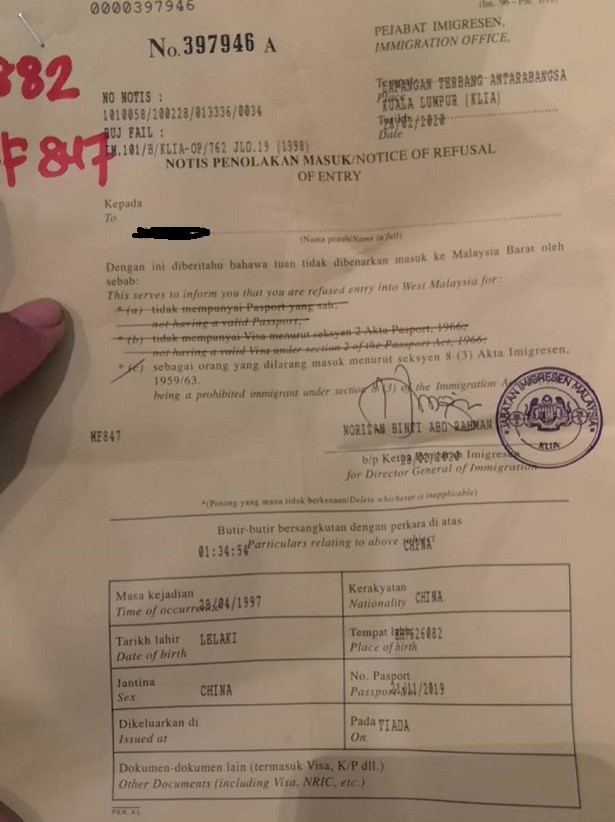 0000397946
No. 397946 A
PEJABAT IMIGRESEN,
IMMIGRATION OFFICE,
882
F847
NO NOTIS :
1010058/200228/013336/0034
RUJ FAIL :
IM.101/B/KLIA-OP/762 JLD.19 (1998)
LAPANGAN TERBANG ANTARABANGSA
Place KUALA LUMPUR (KLIA)
28/02/2020
Date
NOTIS PENOLAKAN MASUK/NOTICE OF REFUSAL
OF ENTRY
Kepada
To
(Nama penuh/Name in full)
Dengan ini diberitahu bahawa tuan tidak dibenarkan masuk ke Malaysia Barat oleh
sebab:
This serves to inform you that you are refused entry into West Malaysia for:
* (a) tidak mempunyai Pasport yang sah.
not having a valid Passport.
* (b) tidak mempunyai Visa menurut seksyen 2 Akta Pasport, 1966.
not having a valid Visa under section 2 of the Passport Act, 1966.
* (c) sebagai orang yang dilarang masuk menurut seksyen 8 (3) Akta Imigresen,
1959/63.
being a prohibited immigrant under section 8 (3) of the Immigration
JABATAN IMIGRESEN MALAYSIA
KLIA
MF847
NORIZAN BINTI ABD RAHMAN
28/02/2020
b/p Ketua Pengarah Imigresen
for Director General of Immigration
*(Potong yang mana tidak berkenaan/Delete whichever is inapplicable)
Butir-butir bersangkutan dengan perkara di atas
01:34:54 Particulars relating to above subject CHINA
Masa kejadian
Time of occurrence 28/04/1997
Kerakyatan
Nationality CHINA
Tarikh lahir LELAKI
Date of birth
Tempat lahir
Place of birth
Jantina
Sex CHINA
No. Pasport
Passport No.
Dikeluarkan di
Issued at
Pada TIADA
On
Dokumen-dokumen lain (termasuk Visa, K/P dll.)
Other Documents (including Visa, NRIC, etc.)
PKN.KL